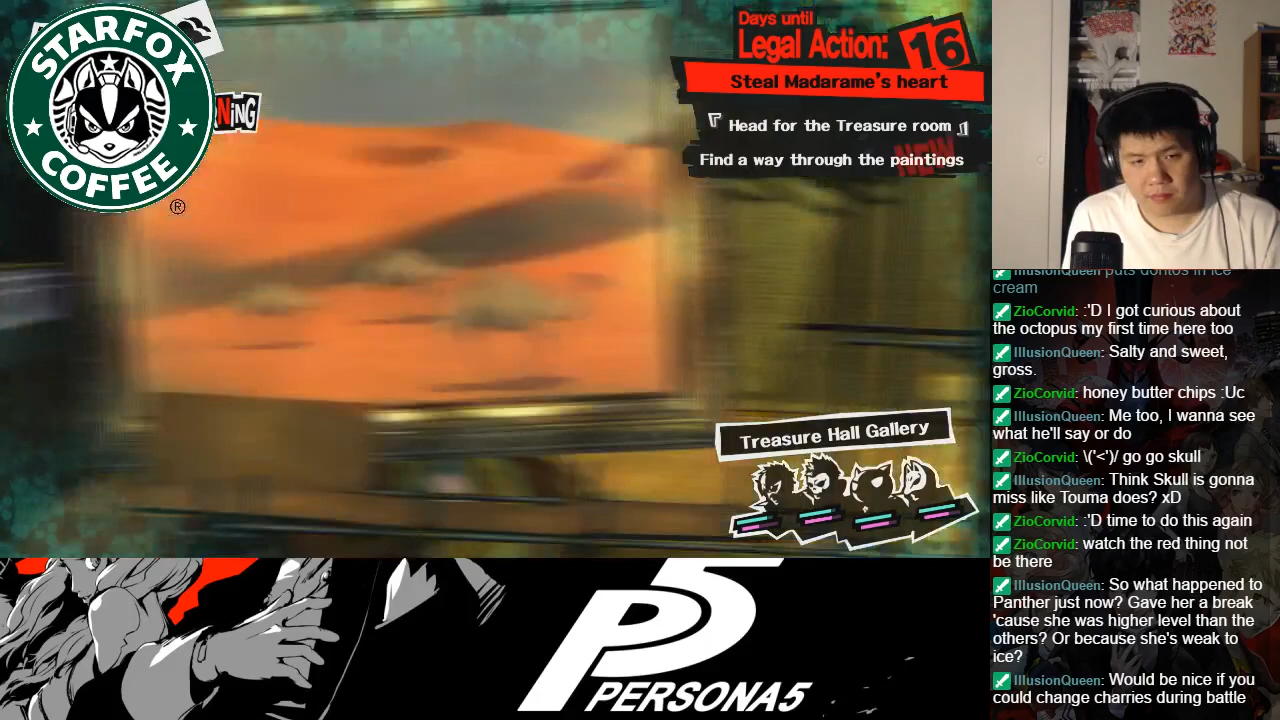 STARFOX
COFFEE
®
NiNG
Days until
Legal Action: 16
Steal Madarame's heart
『 Head for the Treasure room 』
Find a way through the paintings
NEW
Treasure Hall Gallery
P5
PERSONA5
IllusionQueen puts doritos in ice
cream
ZioCorvid: :'D I got curious about
the octopus my first time here too
IllusionQueen: Salty and sweet,
gross.
ZioCorvid: honey butter chips :Uc
IllusionQueen: Me too, I wanna see
what he'll say or do
ZioCorvid: \('<')/ go go skull
IllusionQueen: Think Skull is gonna
miss like Touma does? xD
ZioCorvid: :'D time to do this again
ZioCorvid: watch the red thing not
be there
IllusionQueen: So what happened to
Panther just now? Gave her a break
'cause she was higher level than the
others? Or because she's weak to
ice?
IllusionQueen: Would be nice if you
could change charries during battle